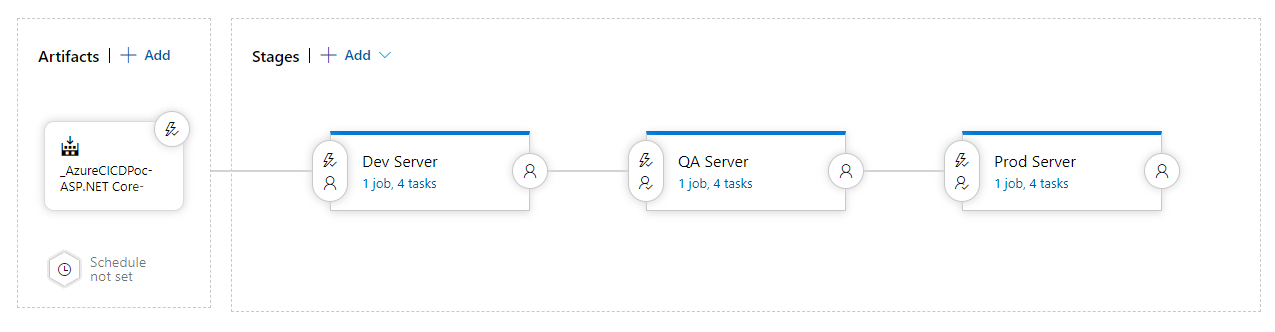 Artifacts | + Add
Stages | + Add
_AzureCICDPoc-
ASP.NET Core-
Dev Server
1 job, 4 tasks
QA Server
1 job, 4 tasks
Prod Server
1 job, 4 tasks
Schedule
not set